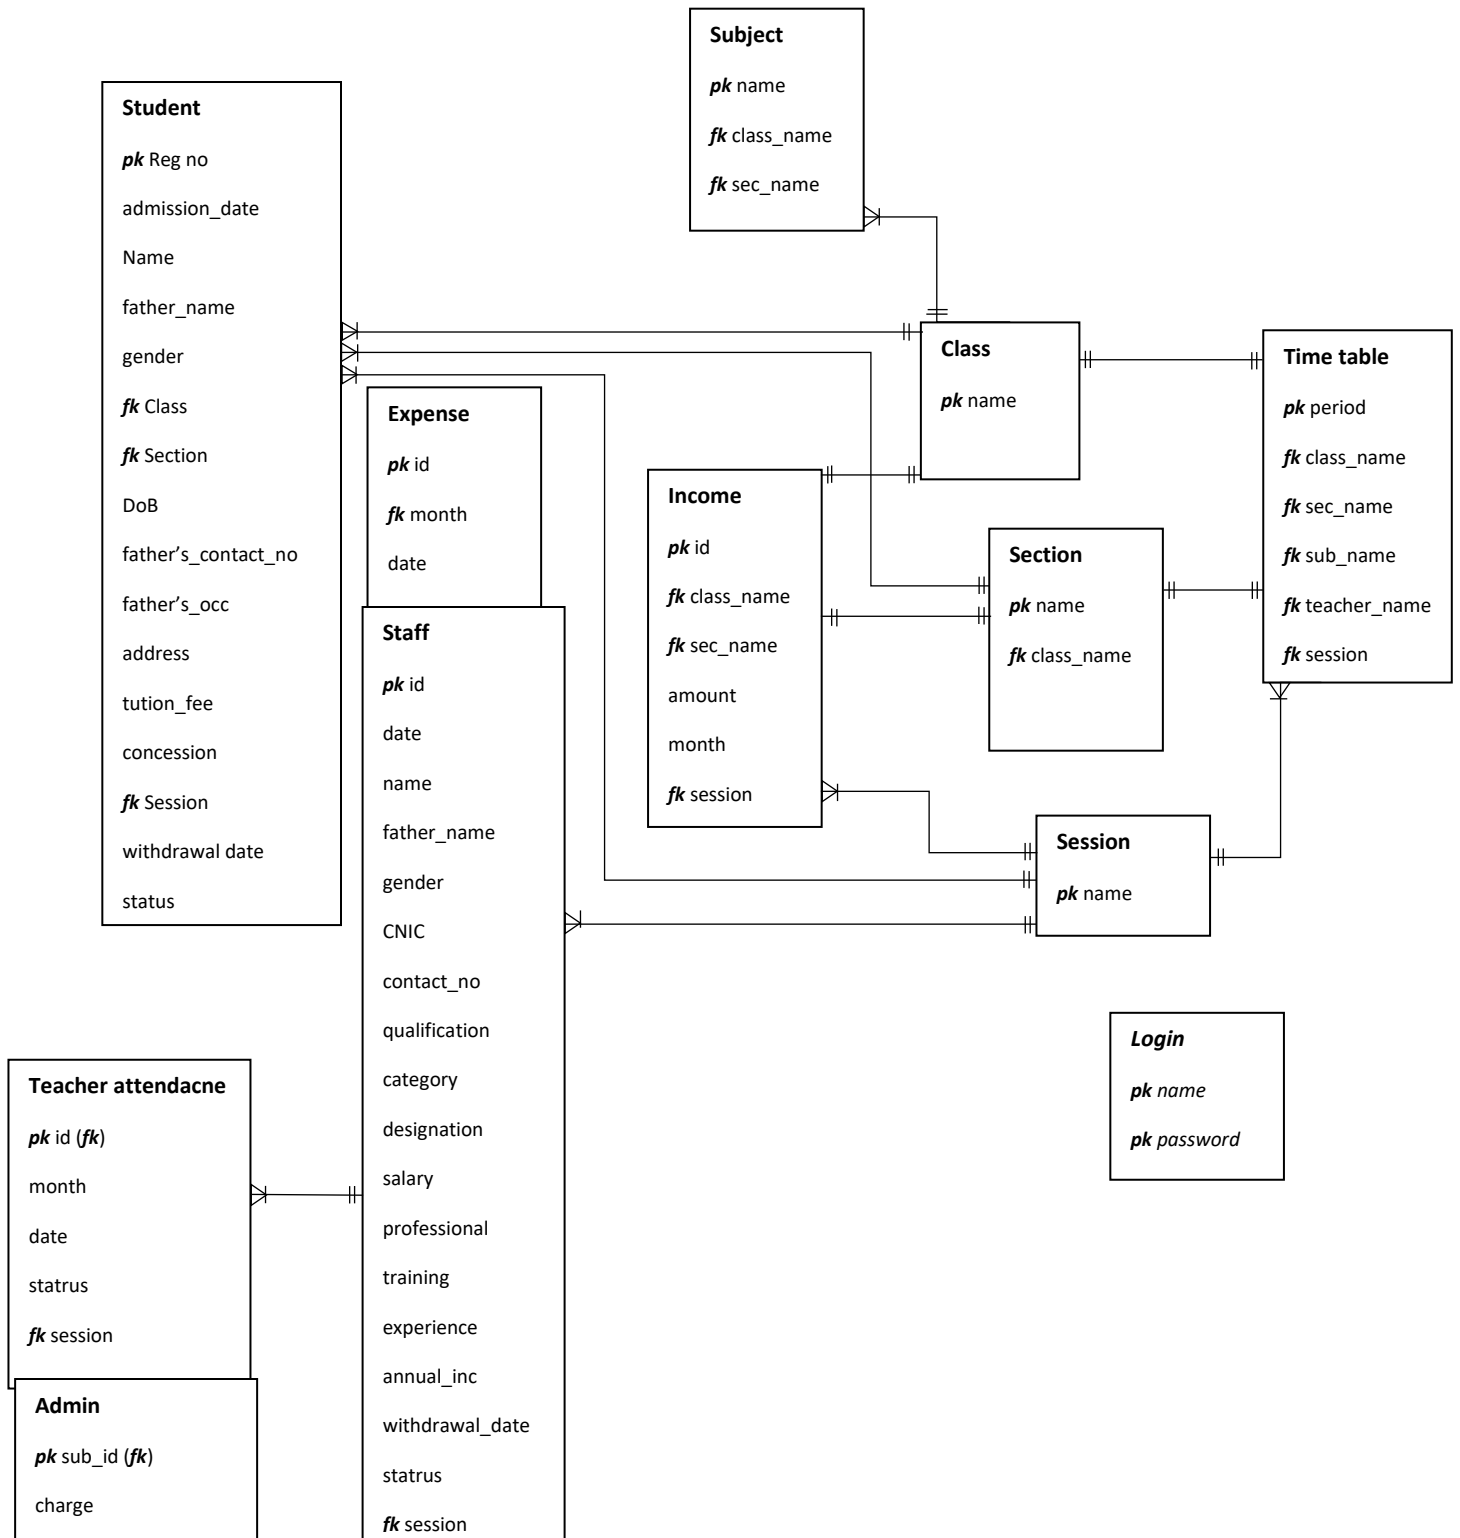 Subject
pk name
fk class_name
fk sec_name
Student
pk Reg no
admission_date
Name
father_name
gender
fk Class
fk Section
DoB
father’s_contact_no
father’s_occ
address
tution_fee
concession
fk Session
withdrawal date
status
Class
pk name
Time table
pk period
fk class_name
fk sec_name
fk sub_name
fk teacher_name
fk session
Expense
pk id
fk month
date
Income
pk id
fk class_name
fk sec_name
amount
month
fk session
Section
pk name
fk class_name
Staff
pk id
date
name
father_name
gender
CNIC
contact_no
qualification
category
designation
salary
professional
training
experience
annual_inc
withdrawal_date
statrus
fk session
Session
pk name
Login
pk name
pk password
Teacher attendacne
pk id (fk)
month
date
statrus
fk session
Admin
pk sub_id (fk)
charge